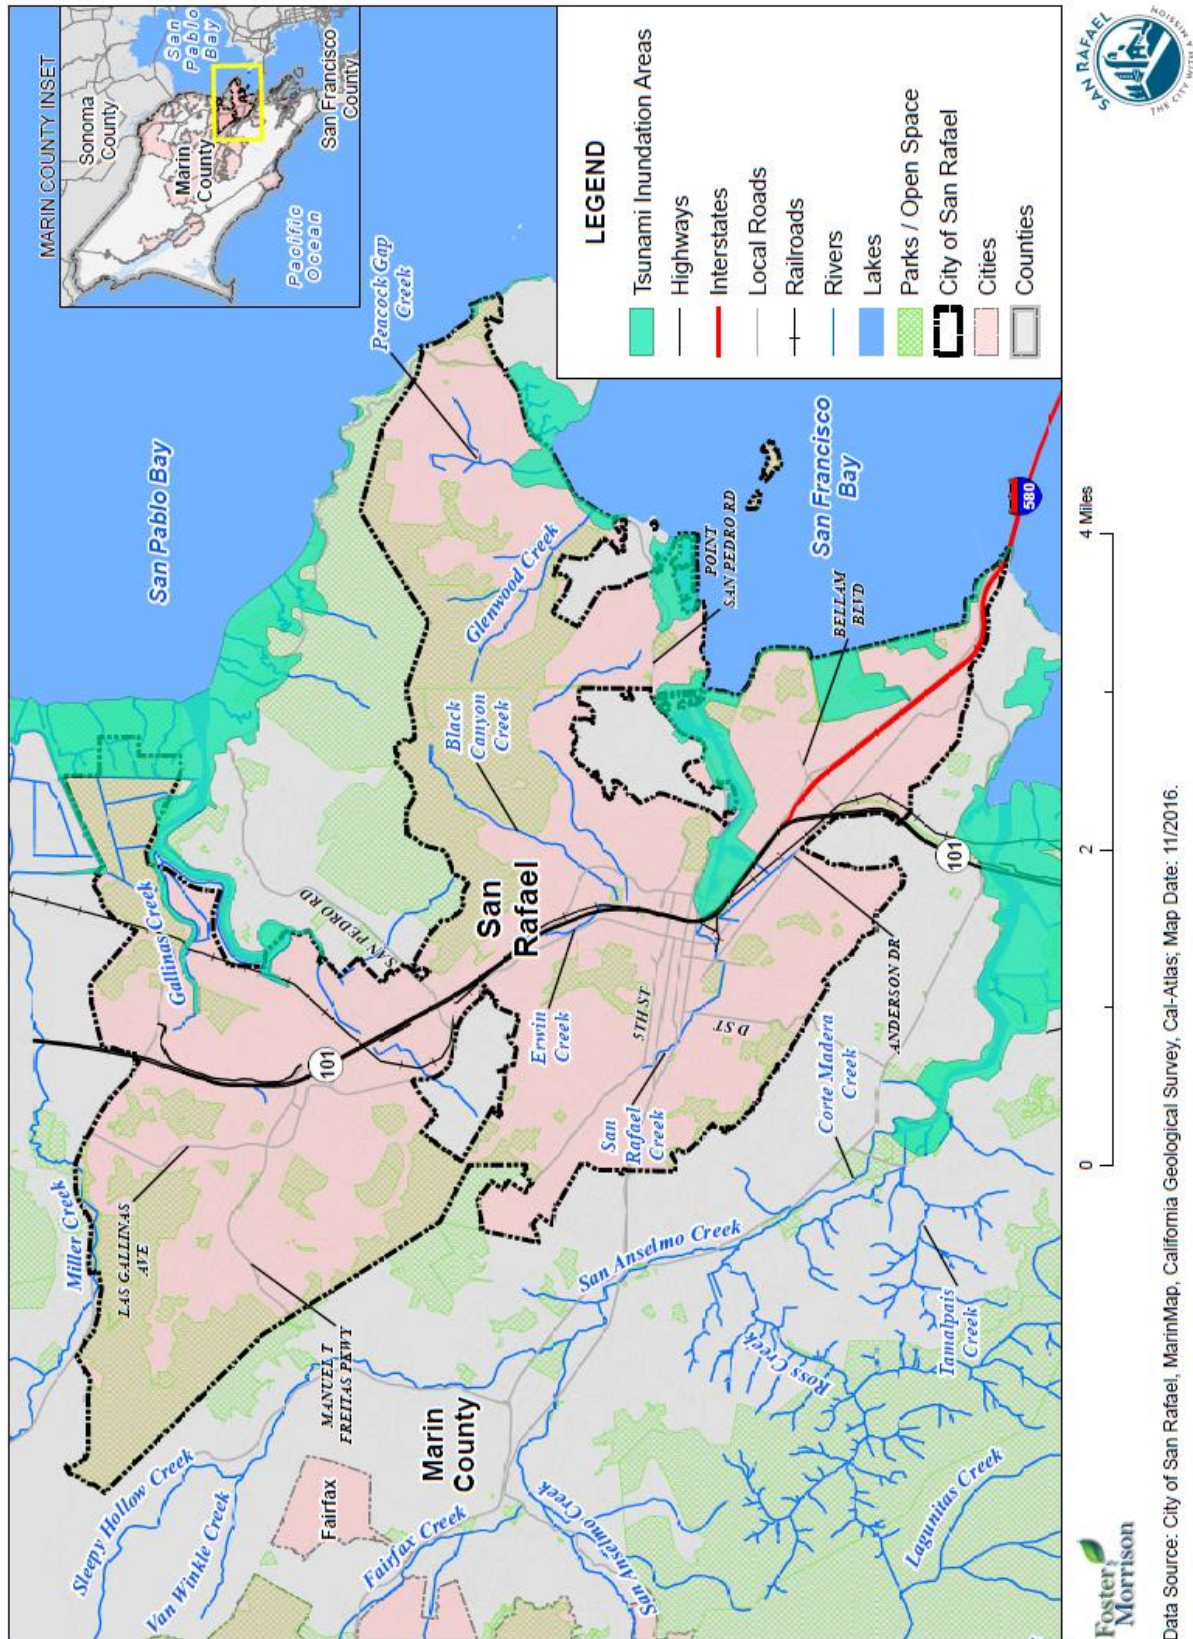 MARIN COUNTY INSET
Sonoma
County
San
Pablo
Bay
Marin
County
Pacific
Ocean
San Francisco
County
San Pablo Bay
Peacock Gap
Creek
Miller Creek
Gallinas Creek
LAS GALLINAS
AVE
101
SAN PEDRO RD
MANUEL T
FREITAS PKWY
Sleepy Hollow Creek
Van Winkle Creek
Fairfax
Marin
County
Fairfax Creek
San
Rafael
Black
Canyon
Creek
Glenwood Creek
Erwin
Creek
5TH ST
D ST
San
Rafael
Creek
San Anselmo Creek
San Anselmo Creek
POINT
SAN PEDRO RD
San Francisco
Bay
BELLAM
BLVD
ANDERSON DR
Corte Madera
Creek
Ross Creek
Tamalpais
Creek
Lagunitas Creek
101
580
LEGEND
Tsunami Inundation Areas
Highways
Interstates
Local Roads
Railroads
Rivers
Lakes
Parks / Open Space
City of San Rafael
Cities
Counties
0 2 4 Miles
Foster
Morrison
SAN RAFAEL
THE CITY WITH A MISSION
Data Source: City of San Rafael, MarinMap, California Geological Survey, Cal-Atlas; Map Date: 11/2016.